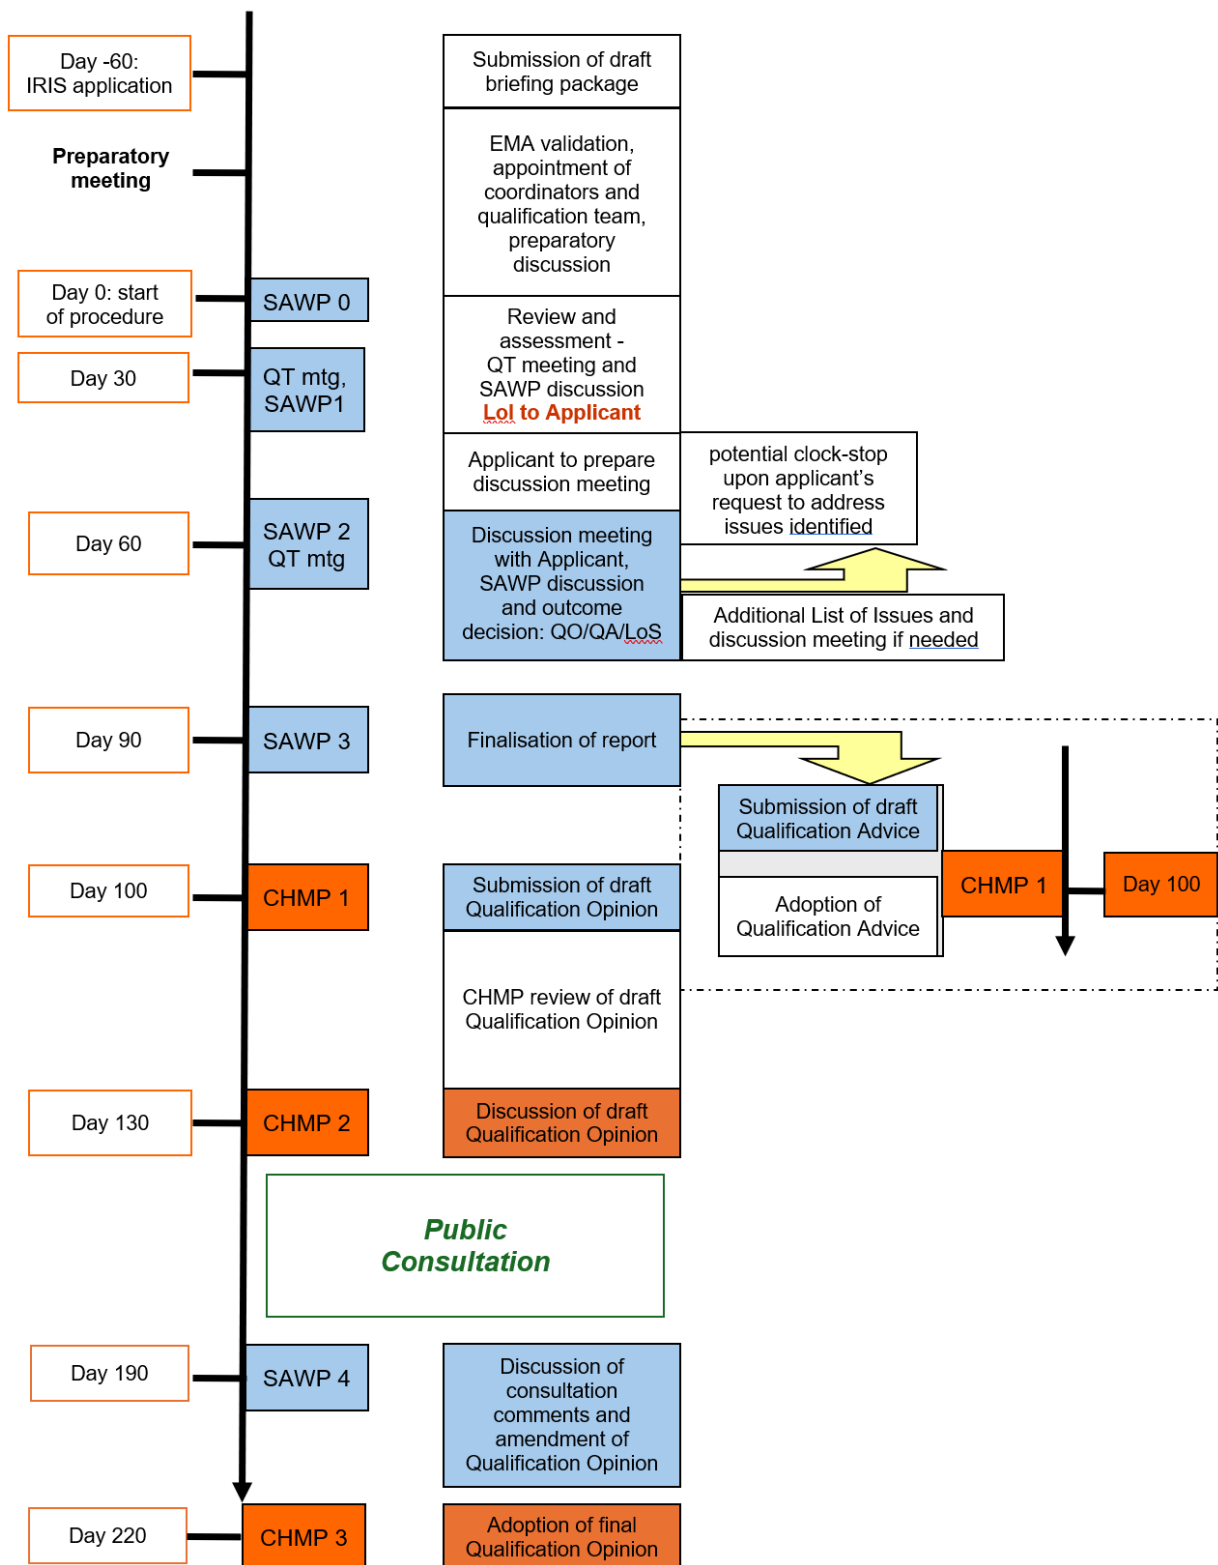 Day -60:
IRIS application
Submission of draft
briefing package
Preparatory
meeting
EMA validation,
appointment of
coordinators and
qualification team,
preparatory
discussion
Day 0: start
of procedure
SAWP 0
Review and
assessment -
QT meeting and
SAWP discussion
LoI to Applicant
Day 30
QT mtg,
SAWP1
Applicant to prepare
discussion meeting
potential clock-stop
upon applicant’s
request to address
issues identified
Day 60
SAWP 2
QT mtg
Discussion meeting
with Applicant,
SAWP discussion
and outcome
decision: QO/QA/LoS
Additional List of Issues and
discussion meeting if needed
Day 90
SAWP 3
Finalisation of report
Submission of draft
Qualification Advice
Adoption of
Qualification Advice
CHMP 1
Day 100
Day 100
CHMP 1
Submission of draft
Qualification Opinion
CHMP review of draft
Qualification Opinion
Day 130
CHMP 2
Discussion of draft
Qualification Opinion
Public
Consultation
Day 190
SAWP 4
Discussion of
consultation
comments and
amendment of
Qualification Opinion
Day 220
CHMP 3
Adoption of final
Qualification Opinion